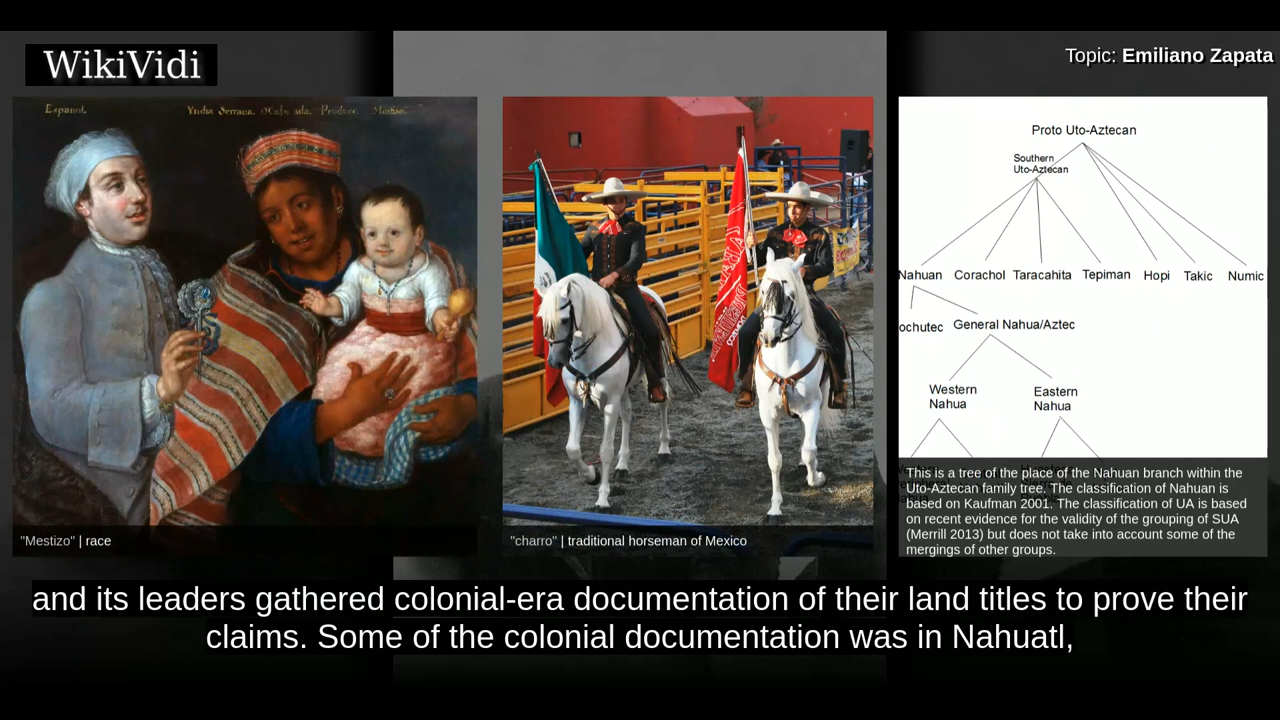 WikiVidi
Topic: Emiliano Zapata
Español.
Produce
"Mestizo" | race
"charro" | traditional horseman of Mexico
Proto Uto-Aztecan
Southern
Uto-Aztecan
Nahuan Corachol Taracahita Tepiman Hopi Takic Numic
ochutec General Nahua/Aztec
Western
Nahua
Eastern
Nahua
This is a tree of the place of the Nahuan branch within the
Uto-Aztecan family tree. The classification of Nahuan is
based on Kaufman 2001. The classification of UA is based
on recent evidence for the validity of the grouping of SUA
(Merrill 2013) but does not take into account some of the
mergings of other groups.
and its leaders gathered colonial-era documentation of their land titles to prove their
claims. Some of the colonial documentation was in Nahuatl,